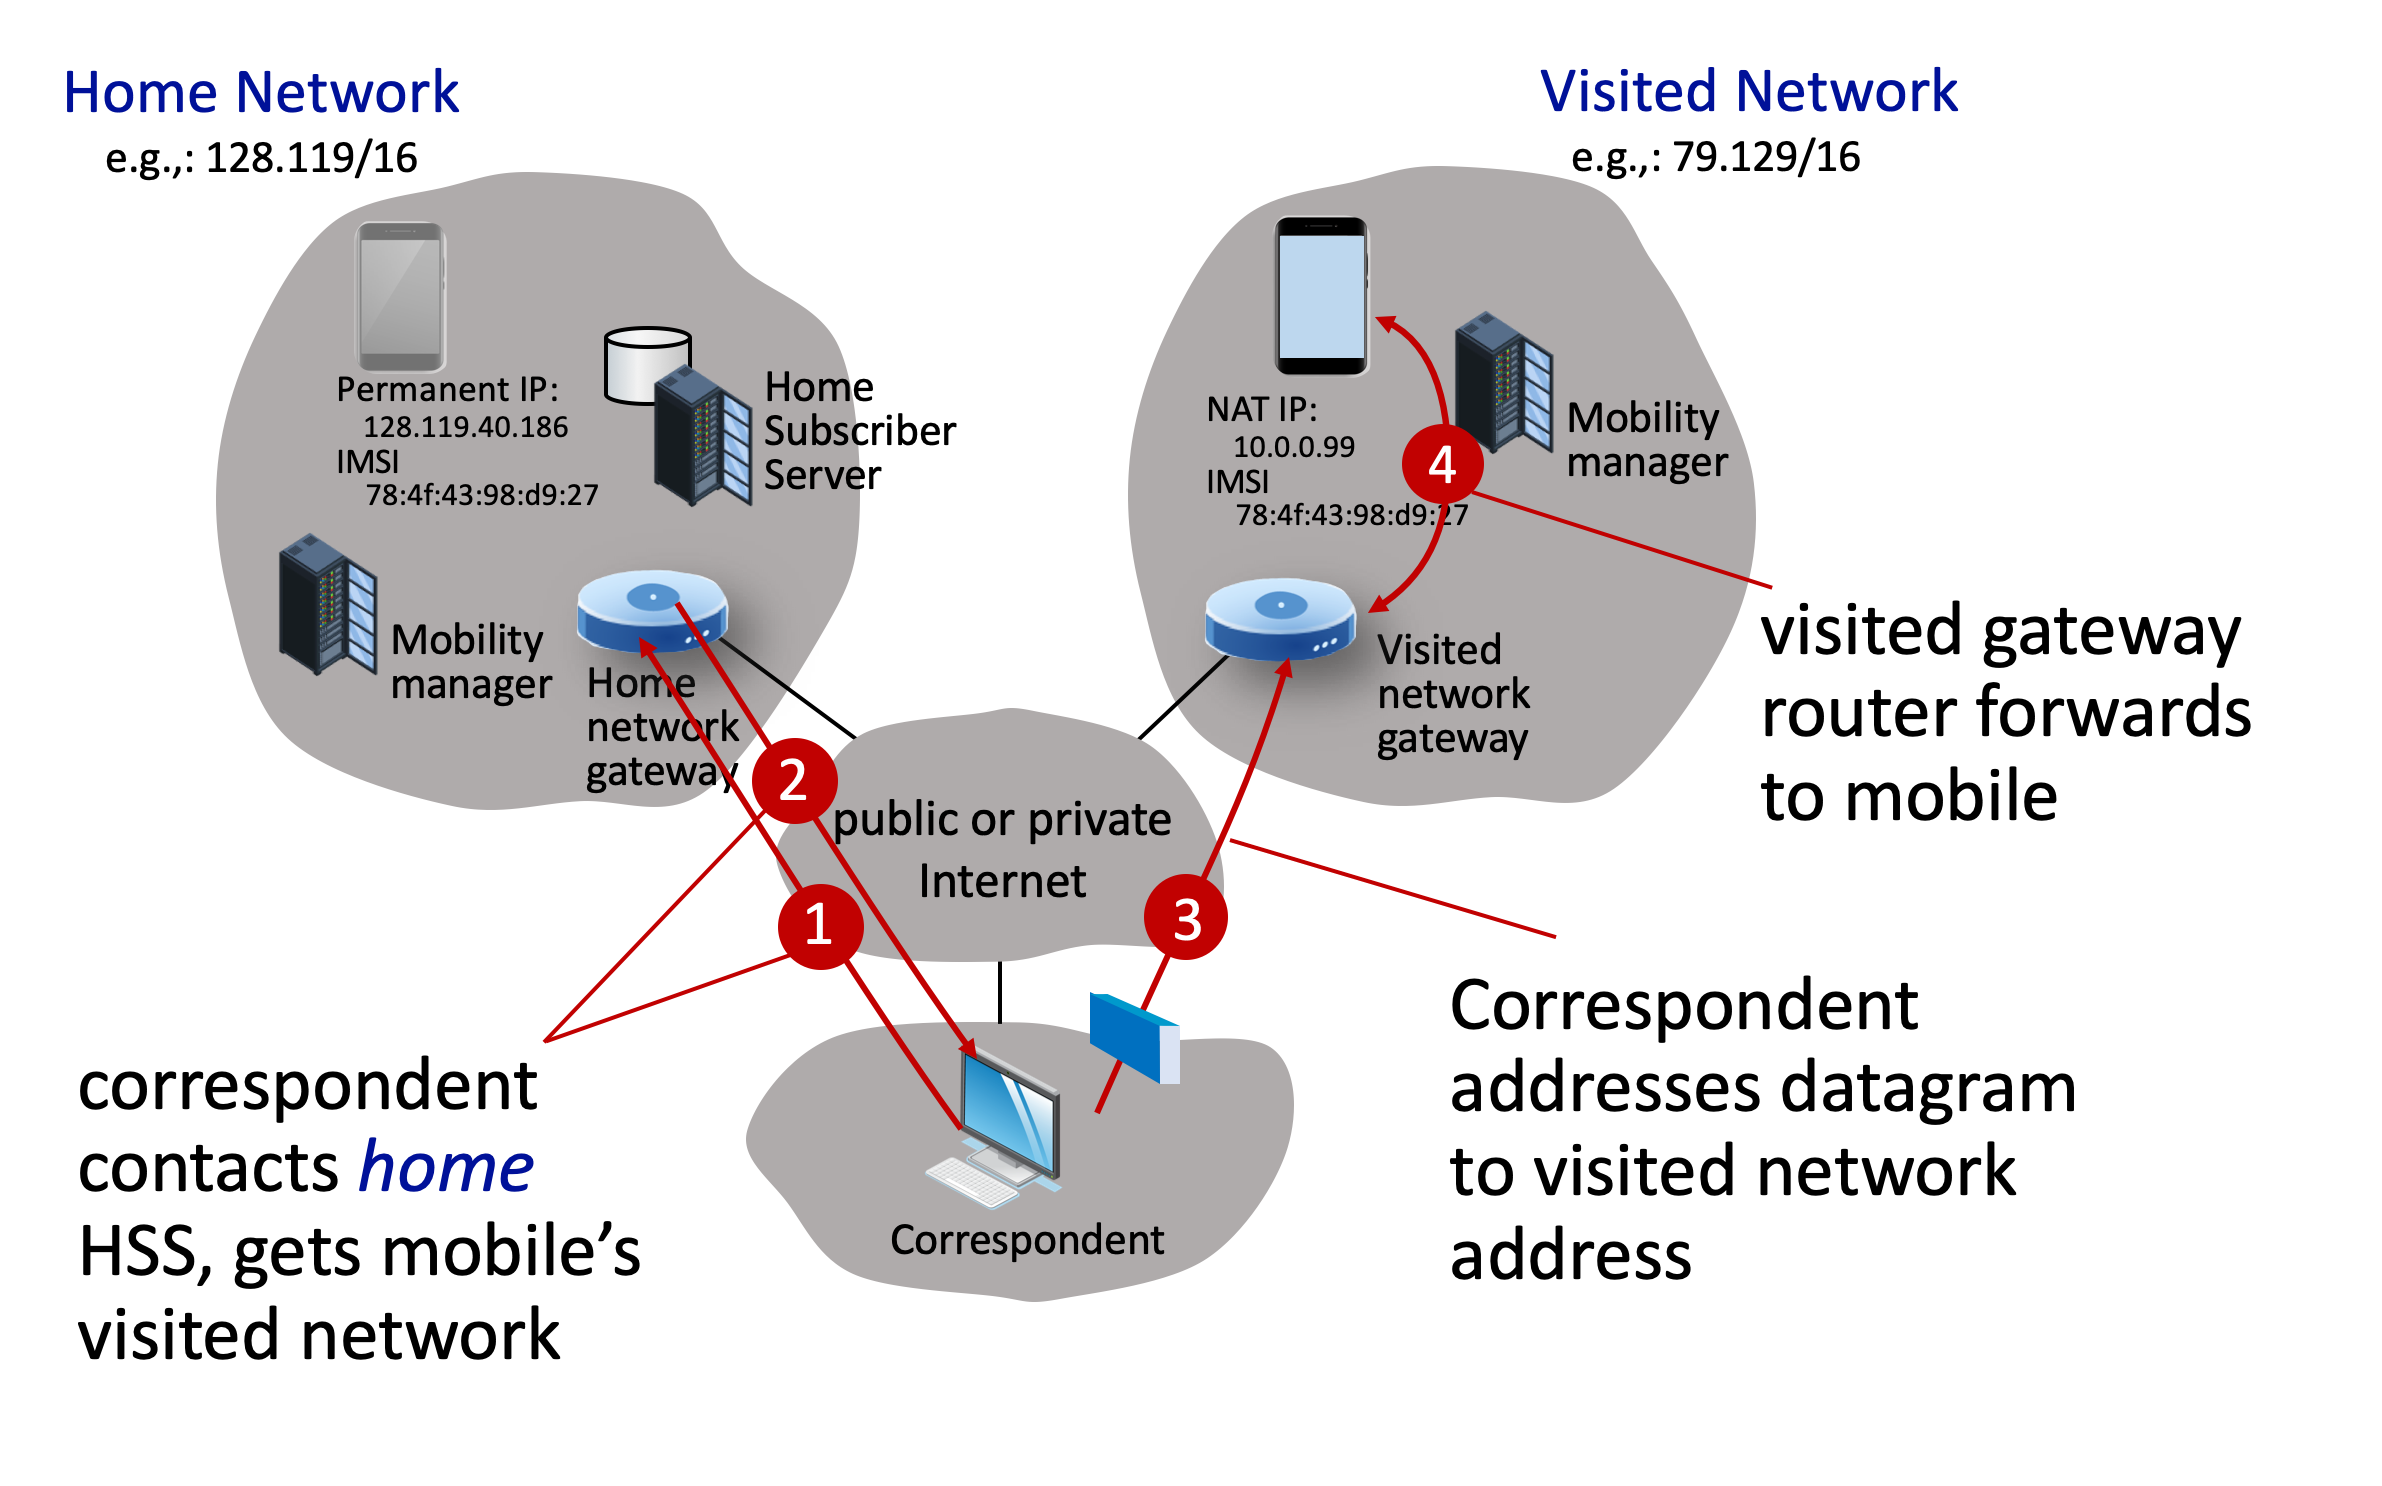 Home Network
e.g.,: 128.119/16
Visited Network
e.g.,: 79.129/16
Permanent IP:
128.119.40.186
IMSI
78:4f:43:98:d9:27
Home
Subscriber
Server
Mobility
manager
Home
network
gateway
NAT IP:
10.0.0.99
IMSI
78:4f:43:98:d9:27
Mobility
manager
4
Visited
network
gateway
visited gateway
router forwards
to mobile
2
public or private
Internet
1
3
Correspondent
correspondent
contacts home
HSS, gets mobile’s
visited network
Correspondent
addresses datagram
to visited network
address